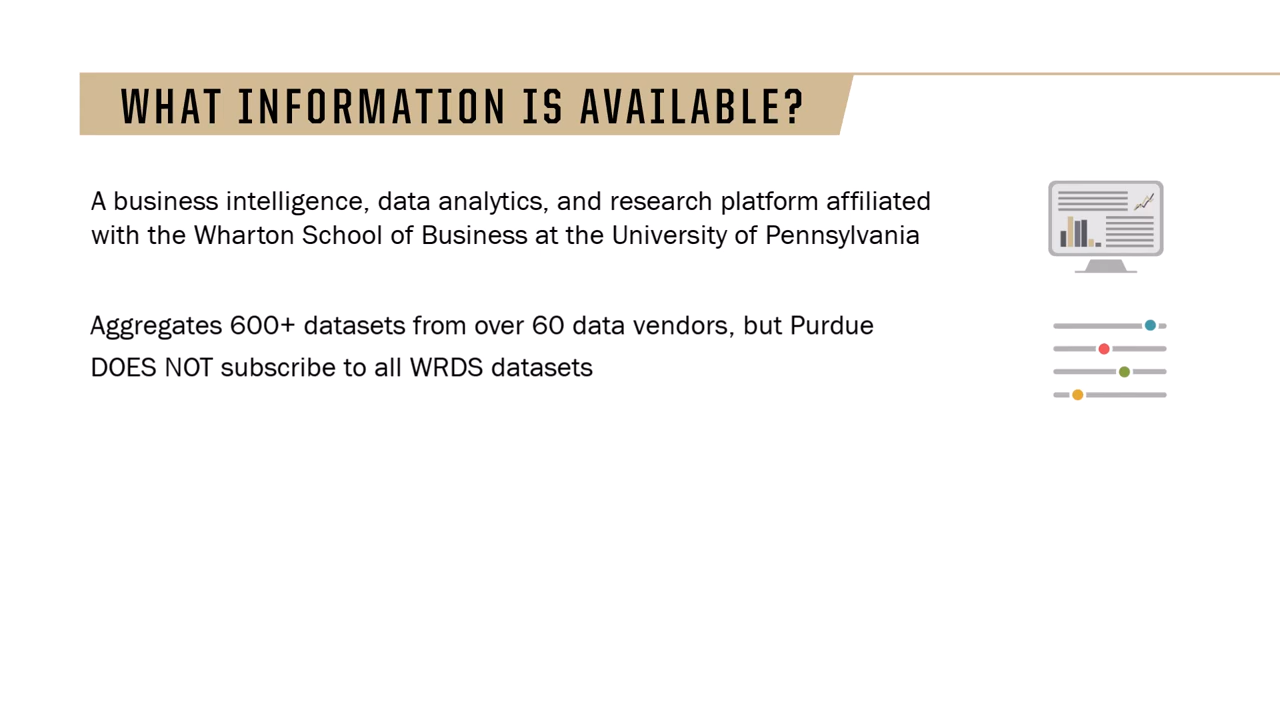 WHAT INFORMATION IS AVAILABLE?
A business intelligence, data analytics, and research platform affiliated
with the Wharton School of Business at the University of Pennsylvania
Aggregates 600+ datasets from over 60 data vendors, but Purdue
DOES NOT subscribe to all WRDS datasets